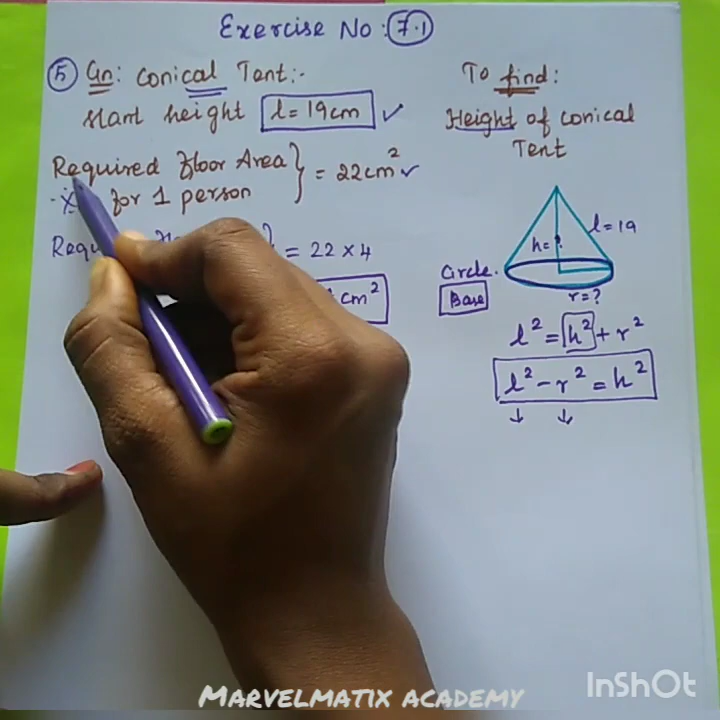 Exercise No: 7.1
5 Gn: Conical Tent:-
slant height l = 19cm ✓
Required Floor Area
for 1 person } = 22cm² ✓
= 22 × 4
cm²
To find:
Height of conical
Tent
h = ?
l = 19
Circle.
Base
r = ?
l² = h² + r²
l² - r² = h²
↓ ↓
MARVELMATIX ACADEMY
InShOt